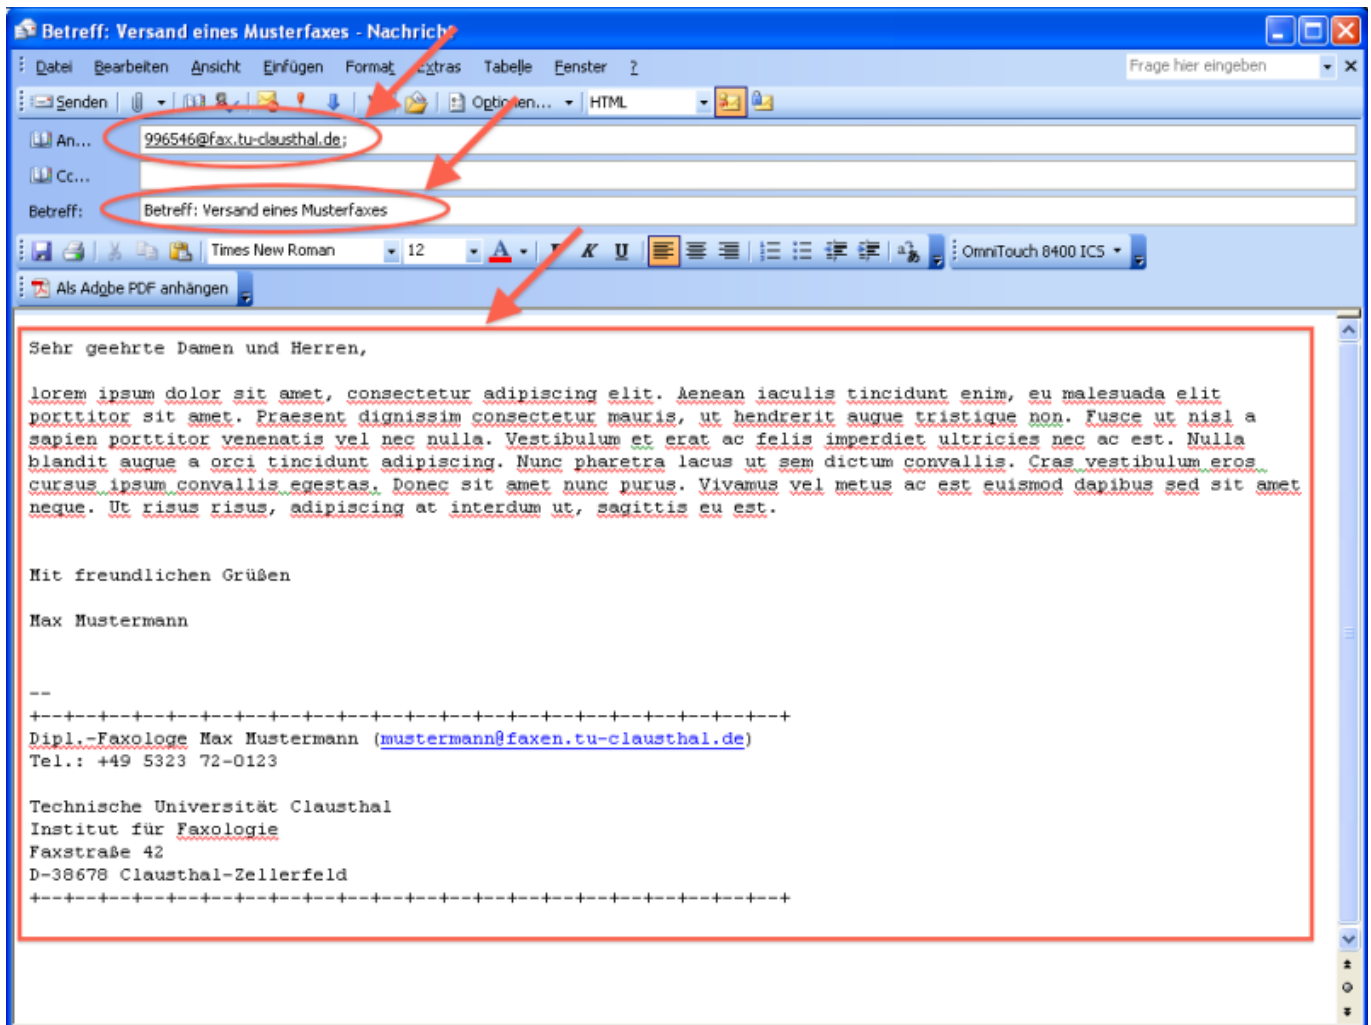 Betreff: Versand eines Musterfaxes - Nachricht
Datei Bearbeiten Ansicht Einfügen Format Extras Tabelle Fenster ? Frage hier eingeben
Senden Optionen... HTML
An... 996546@fax.tu-clausthal.de;
Cc...
Betreff: Betreff: Versand eines Musterfaxes
Times New Roman 12 A K U OmniTouch 8400 ICS
Als Adobe PDF anhängen
Sehr geehrte Damen und Herren,
lorem ipsum dolor sit amet, consectetur adipiscing elit. Aenean iaculis tincidunt enim, eu malesuada elit
porttitor sit amet. Praesent dignissim consectetur mauris, ut hendrerit augue tristique non. Fusce ut nisl a
sapien porttitor venenatis vel nec nulla. Vestibulum et erat ac felis imperdiet ultricies nec ac est. Nulla
blandit augue a orci tincidunt adipiscing. Nunc pharetra lacus ut sem dictum convallis. Cras vestibulum eros
cursus ipsum convallis egestas. Donec sit amet nunc purus. Vivamus vel metus ac est euismod dapibus sed sit amet
neque. Ut risus risus, adipiscing at interdum ut, sagittis eu est.
Mit freundlichen Grüßen
Max Mustermann
--
+--+--+--+--+--+--+--+--+--+--+--+--+--+--+--+--+--+--+--+--+--+--+
Dipl.-Faxologe Max Mustermann (mustermann@faxen.tu-clausthal.de)
Tel.: +49 5323 72-0123
Technische Universität Clausthal
Institut für Faxologie
Faxstraße 42
D-38678 Clausthal-Zellerfeld
+--+--+--+--+--+--+--+--+--+--+--+--+--+--+--+--+--+--+--+--+--+--+